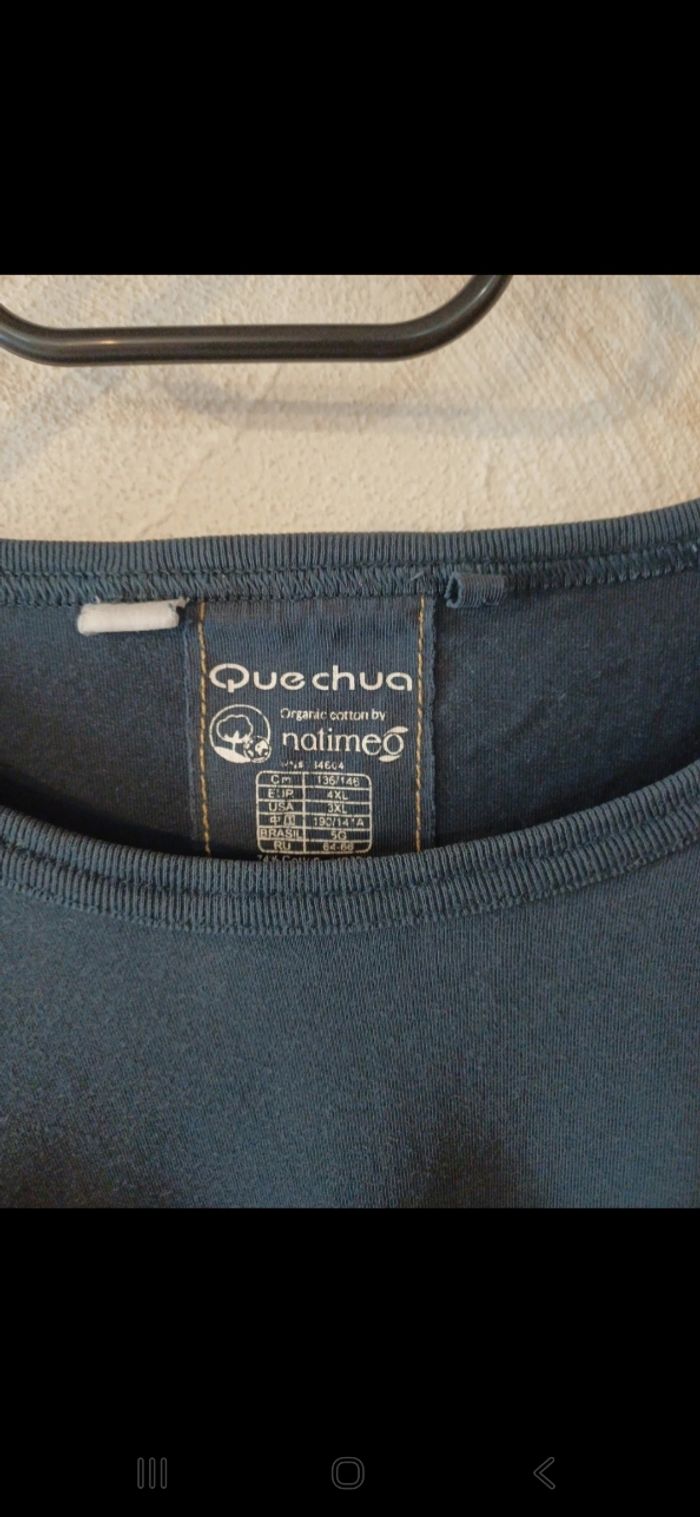 Quechua
Organic cotton by
natimeo
Cm 136/146
EUR 4XL
USA 3XL
中国 190/141A
BRASIL 5G
RU 64-66